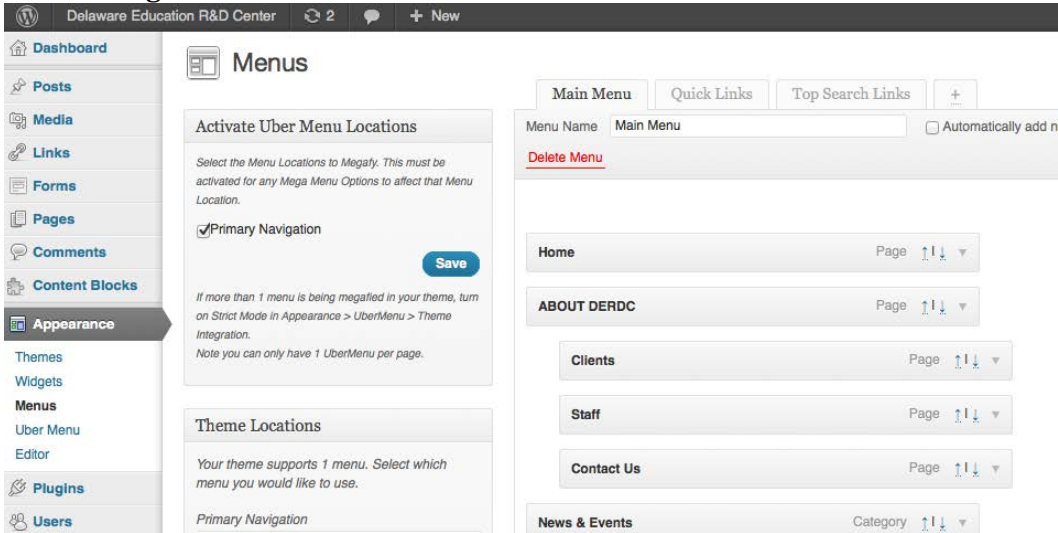 Delaware Education R&D Center 2 + New
Dashboard
Posts
Media
Links
Forms
Pages
Comments
Content Blocks
Appearance
Themes
Widgets
Menus
Uber Menu
Editor
Plugins
Users
Menus
Activate Uber Menu Locations
Select the Menu Locations to Megafy. This must be
activated for any Mega Menu Options to affect that Menu
Location.
Primary Navigation
Save
If more than 1 menu is being megafied in your theme, turn
on Strict Mode in Appearance > UberMenu > Theme
Integration.
Note you can only have 1 UberMenu per page.
Theme Locations
Your theme supports 1 menu. Select which
menu you would like to use.
Primary Navigation
Main Menu Quick Links Top Search Links +
Menu Name Main Menu Automatically add n
Delete Menu
Home Page ↑|↓
ABOUT DERDC Page ↑|↓
Clients Page ↑|↓
Staff Page ↑|↓
Contact Us Page ↑|↓
News & Events Category ↑|↓